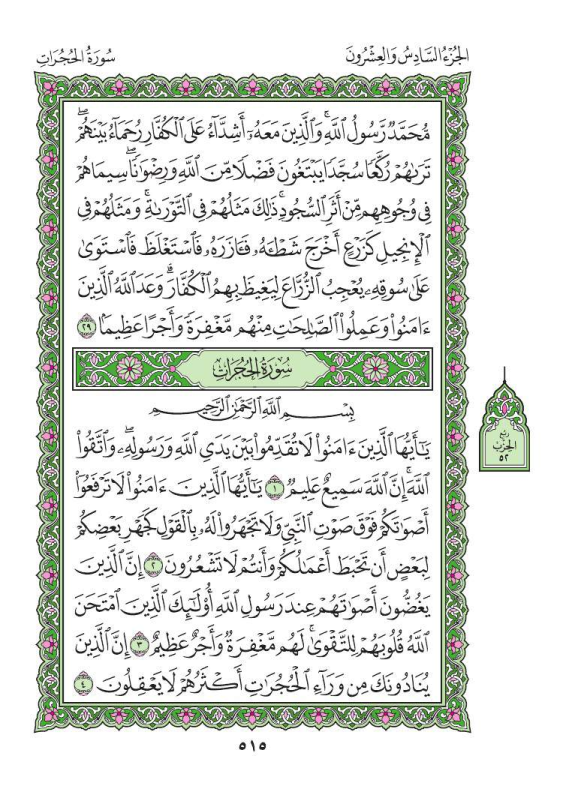 الجُزْءُ السَّادِسُ وَالعِشْرُونَ
سُورَةُ الحُجُرَاتِ
مُّحَمَّدٌ رَّسُولُ ٱللَّهِۚ وَٱلَّذِينَ مَعَهُۥٓ أَشِدَّآءُ عَلَى ٱلْكُفَّارِ رُحَمَآءُ بَيْنَهُمْۖ
تَرَىٰهُمْ رُكَّعًا سُجَّدًا يَبْتَغُونَ فَضْلًا مِّنَ ٱللَّهِ وَرِضْوَٰنًاۖ سِيمَاهُمْ
فِى وُجُوهِهِم مِّنْ أَثَرِ ٱلسُّجُودِۚ ذَٰلِكَ مَثَلُهُمْ فِى ٱلتَّوْرَىٰةِۚ وَمَثَلُهُمْ فِى
ٱلْإِنجِيلِ كَزَرْعٍ أَخْرَجَ شَطْـَٔهُۥ فَـَٔازَرَهُۥ فَٱسْتَغْلَظَ فَٱسْتَوَىٰ
عَلَىٰ سُوقِهِۦ يُعْجِبُ ٱلزُّرَّاعَ لِيَغِيظَ بِهِمُ ٱلْكُفَّارَۗ وَعَدَ ٱللَّهُ ٱلَّذِينَ
ءَامَنُوا۟ وَعَمِلُوا۟ ٱلصَّٰلِحَٰتِ مِنْهُم مَّغْفِرَةً وَأَجْرًا عَظِيمًۢا ٢٩
سُورَةُ الحُجُرَاتِ
بِسْمِ ٱللَّهِ ٱلرَّحْمَٰنِ ٱلرَّحِيمِ
يَٰٓأَيُّهَا ٱلَّذِينَ ءَامَنُوا۟ لَا تُقَدِّمُوا۟ بَيْنَ يَدَىِ ٱللَّهِ وَرَسُولِهِۦۖ وَٱتَّقُوا۟
ٱللَّهَۚ إِنَّ ٱللَّهَ سَمِيعٌ عَلِيمٌ ١ يَٰٓأَيُّهَا ٱلَّذِينَ ءَامَنُوا۟ لَا تَرْفَعُوٓا۟
أَصْوَٰتَكُمْ فَوْقَ صَوْتِ ٱلنَّبِىِّ وَلَا تَجْهَرُوا۟ لَهُۥ بِٱلْقَوْلِ كَجَهْرِ بَعْضِكُمْ
لِبَعْضٍ أَن تَحْبَطَ أَعْمَٰلُكُمْ وَأَنتُمْ لَا تَشْعُرُونَ ٢ إِنَّ ٱلَّذِينَ
يَغُضُّونَ أَصْوَٰتَهُمْ عِندَ رَسُولِ ٱللَّهِ أُو۟لَٰٓئِكَ ٱلَّذِينَ ٱمْتَحَنَ
ٱللَّهُ قُلُوبَهُمْ لِلتَّقْوَىٰۚ لَهُم مَّغْفِرَةٌ وَأَجْرٌ عَظِيمٌ ٣ إِنَّ ٱلَّذِينَ
يُنَادُونَكَ مِن وَرَآءِ ٱلْحُجُرَٰتِ أَكْثَرُهُمْ لَا يَعْقِلُونَ ٤
رُبع
الحِزب
٥٢
٥١٥